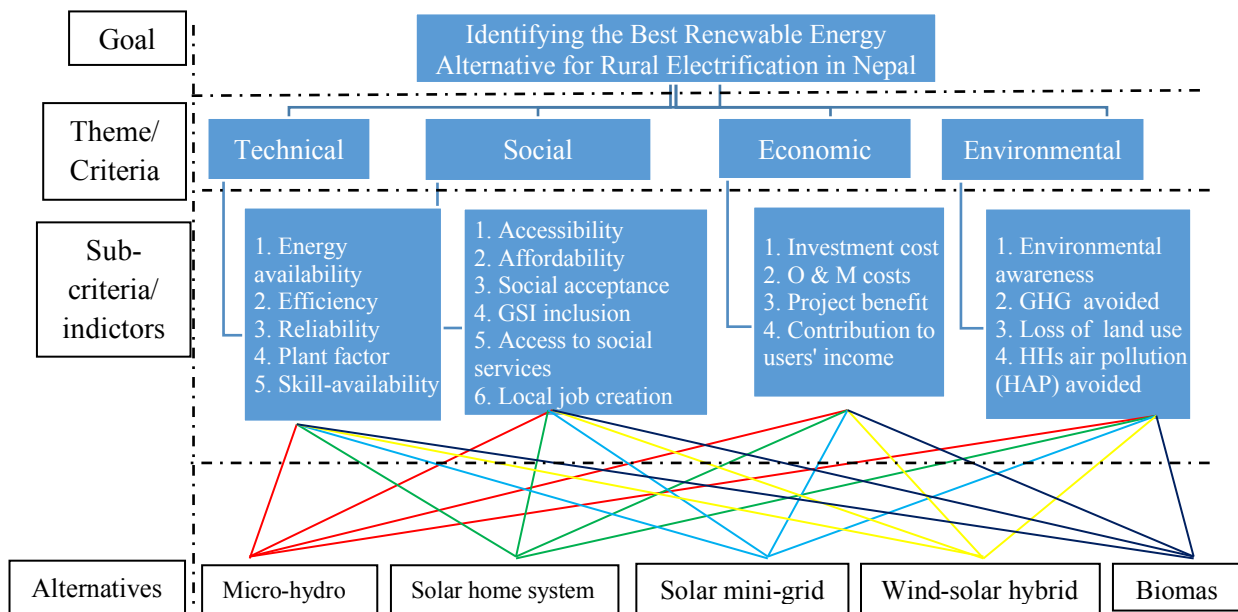 Goal
Identifying the Best Renewable Energy
Alternative for Rural Electrification in Nepal
Theme/
Criteria
Technical
Social
Economic
Environmental
Sub-
criteria/
indictors
1. Energy
availability
2. Efficiency
3. Reliability
4. Plant factor
5. Skill-availability
1. Accessibility
2. Affordability
3. Social acceptance
4. GSI inclusion
5. Access to social
services
6. Local job creation
1. Investment cost
2. O & M costs
3. Project benefit
4. Contribution to
users' income
1. Environmental
awareness
2. GHG avoided
3. Loss of land use
4. HHs air pollution
(HAP) avoided
Alternatives
Micro-hydro
Solar home system
Solar mini-grid
Wind-solar hybrid
Biomas